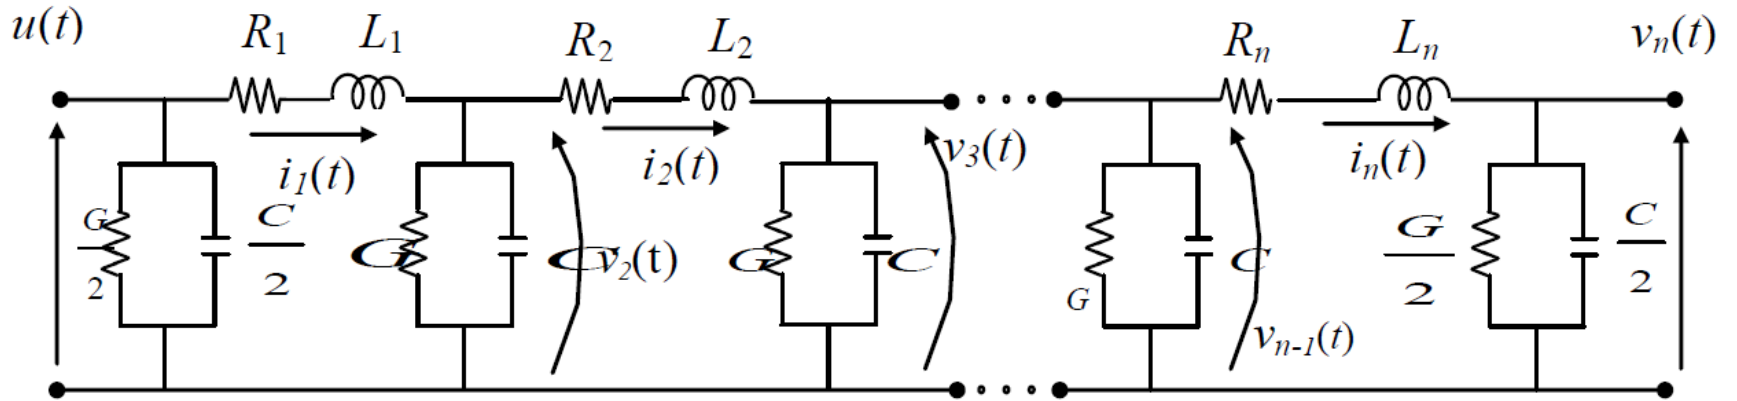 u(t)
R1 L1 R2 L2 Rn Ln vn(t)
i1(t) i2(t) v3(t) in(t)
G/2 C/2 G C v2(t) G C G C G/2 C/2
vn-1(t)